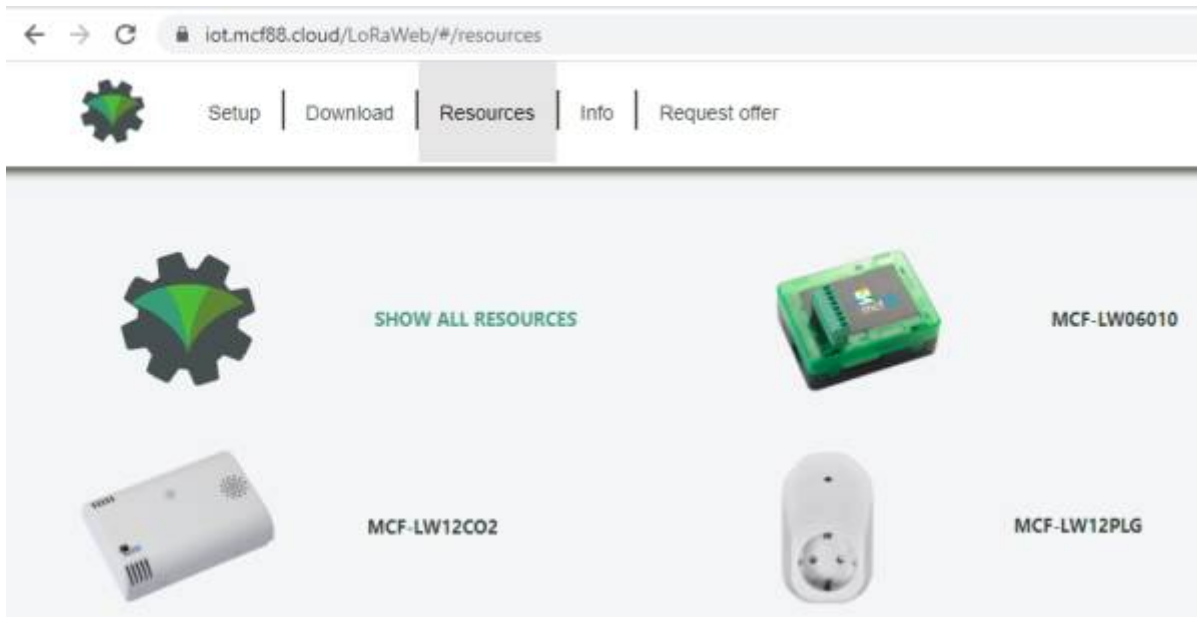 iot.mcf88.cloud/LoRaWeb/#/resources
Setup Download Resources Info Request offer
SHOW ALL RESOURCES MCF-LW06010
MCF-LW12CO2 MCF-LW12PLG